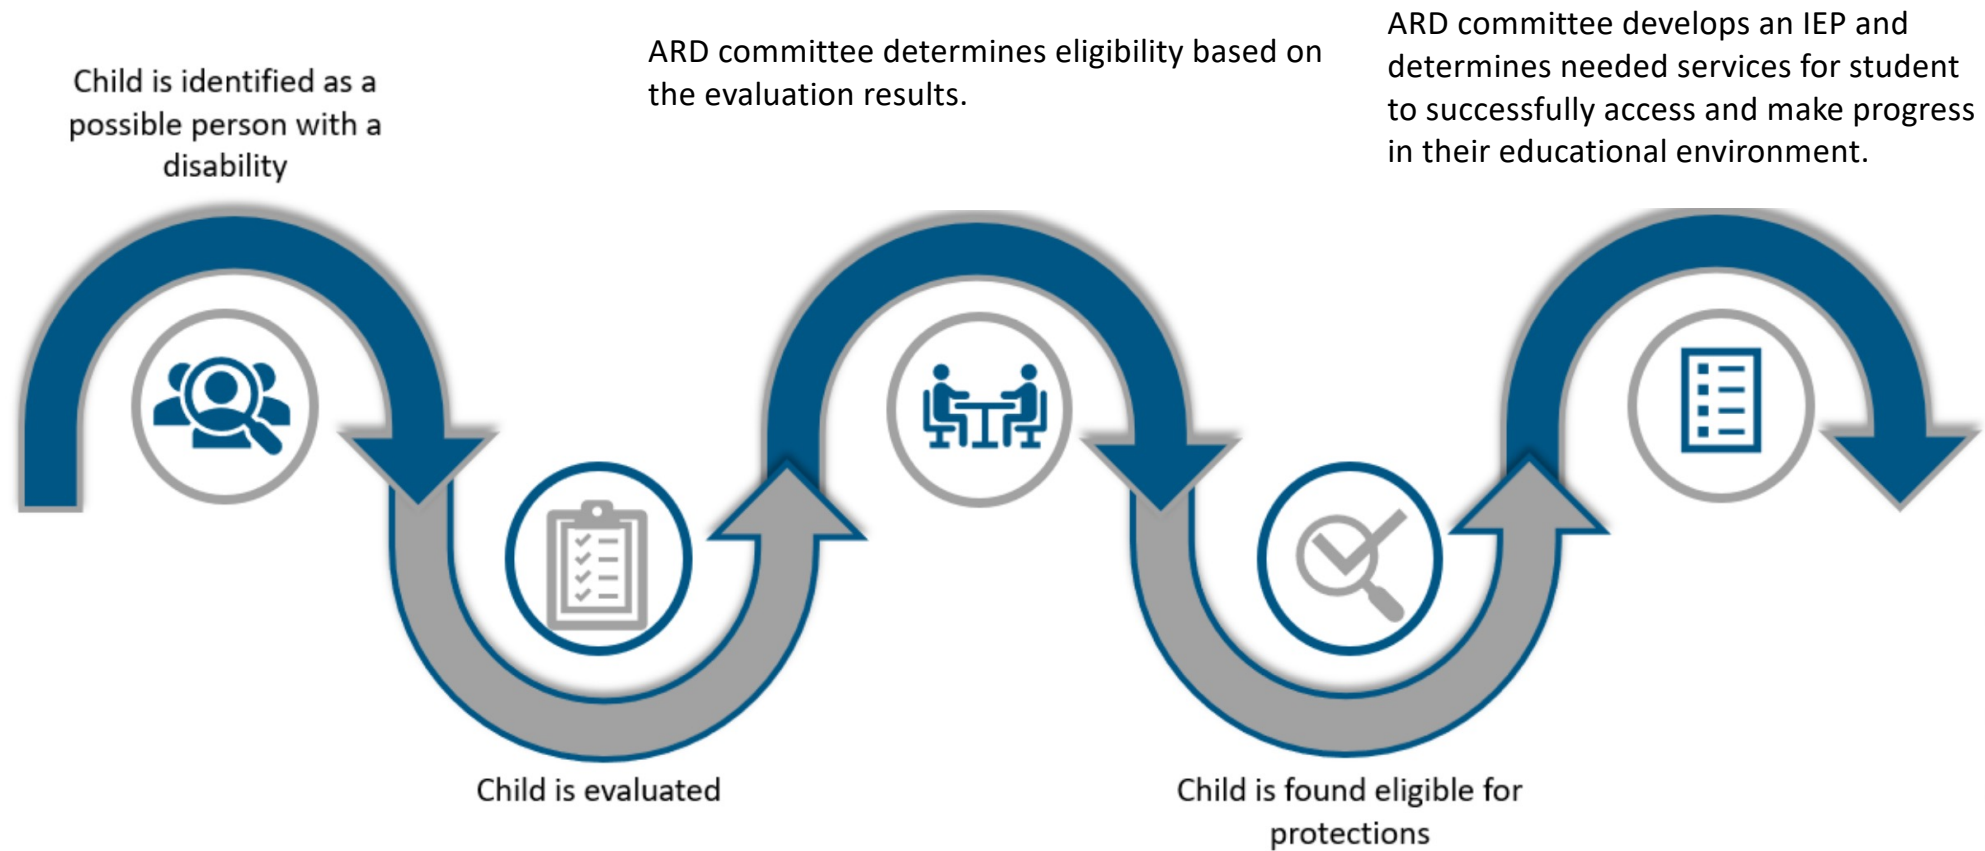 Child is identified as a
possible person with a
disability
Child is evaluated
ARD committee determines eligibility based on
the evaluation results.
Child is found eligible for
protections
ARD committee develops an IEP and
determines needed services for student
to successfully access and make progress
in their educational environment.